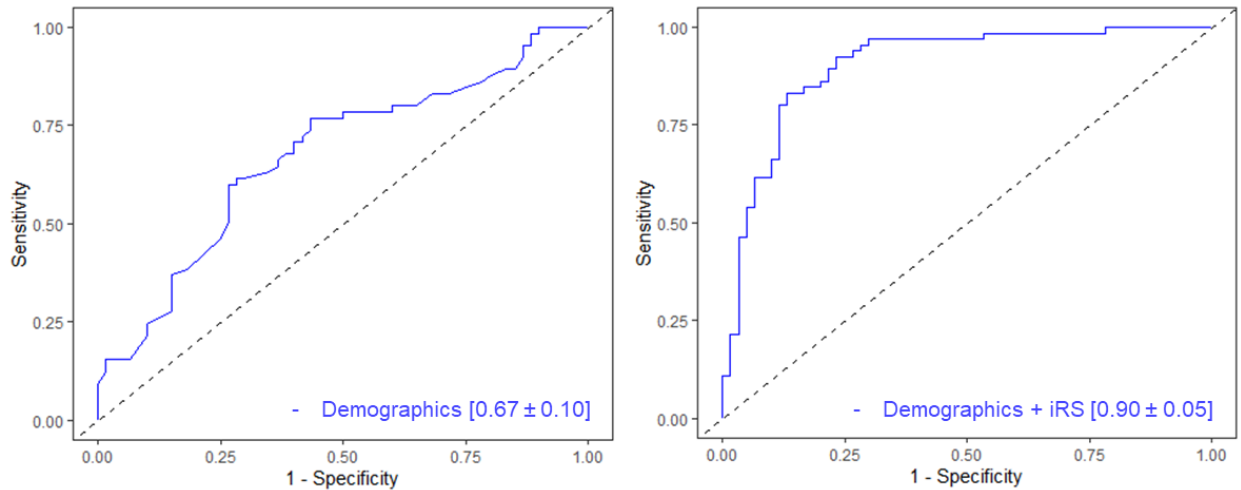 1.00
0.75
0.50
0.25
0.00
Sensitivity
- Demographics [0.67 ± 0.10]
0.00 0.25 0.50 0.75 1.00
1 - Specificity
1.00
0.75
0.50
0.25
0.00
Sensitivity
- Demographics + iRS [0.90 ± 0.05]
0.00 0.25 0.50 0.75 1.00
1 - Specificity